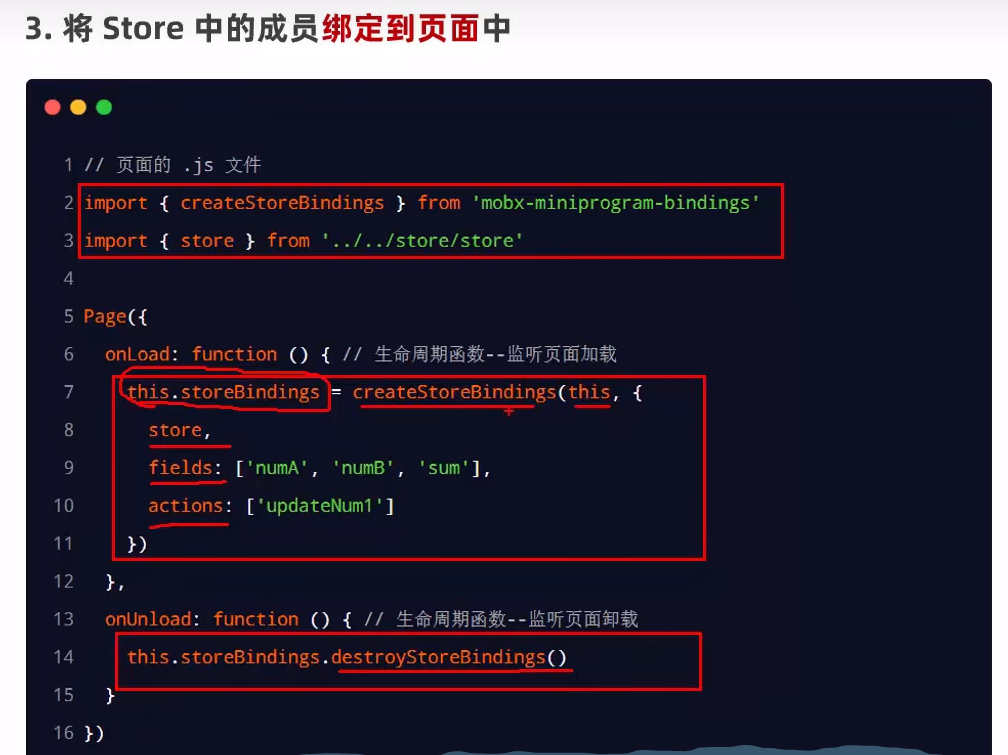 3. 将 Store 中的成员绑定到页面中
1 // 页面的 .js 文件
2 import { createStoreBindings } from 'mobx-miniprogram-bindings'
3 import { store } from '../../store/store'
4
5 Page({
6 onLoad: function () { // 生命周期函数--监听页面加载
7 this.storeBindings = createStoreBindings(this, {
8 store,
9 fields: ['numA', 'numB', 'sum'],
10 actions: ['updateNum1']
11 })
12 },
13 onUnload: function () { // 生命周期函数--监听页面卸载
14 this.storeBindings.destroyStoreBindings()
15 }
16 })